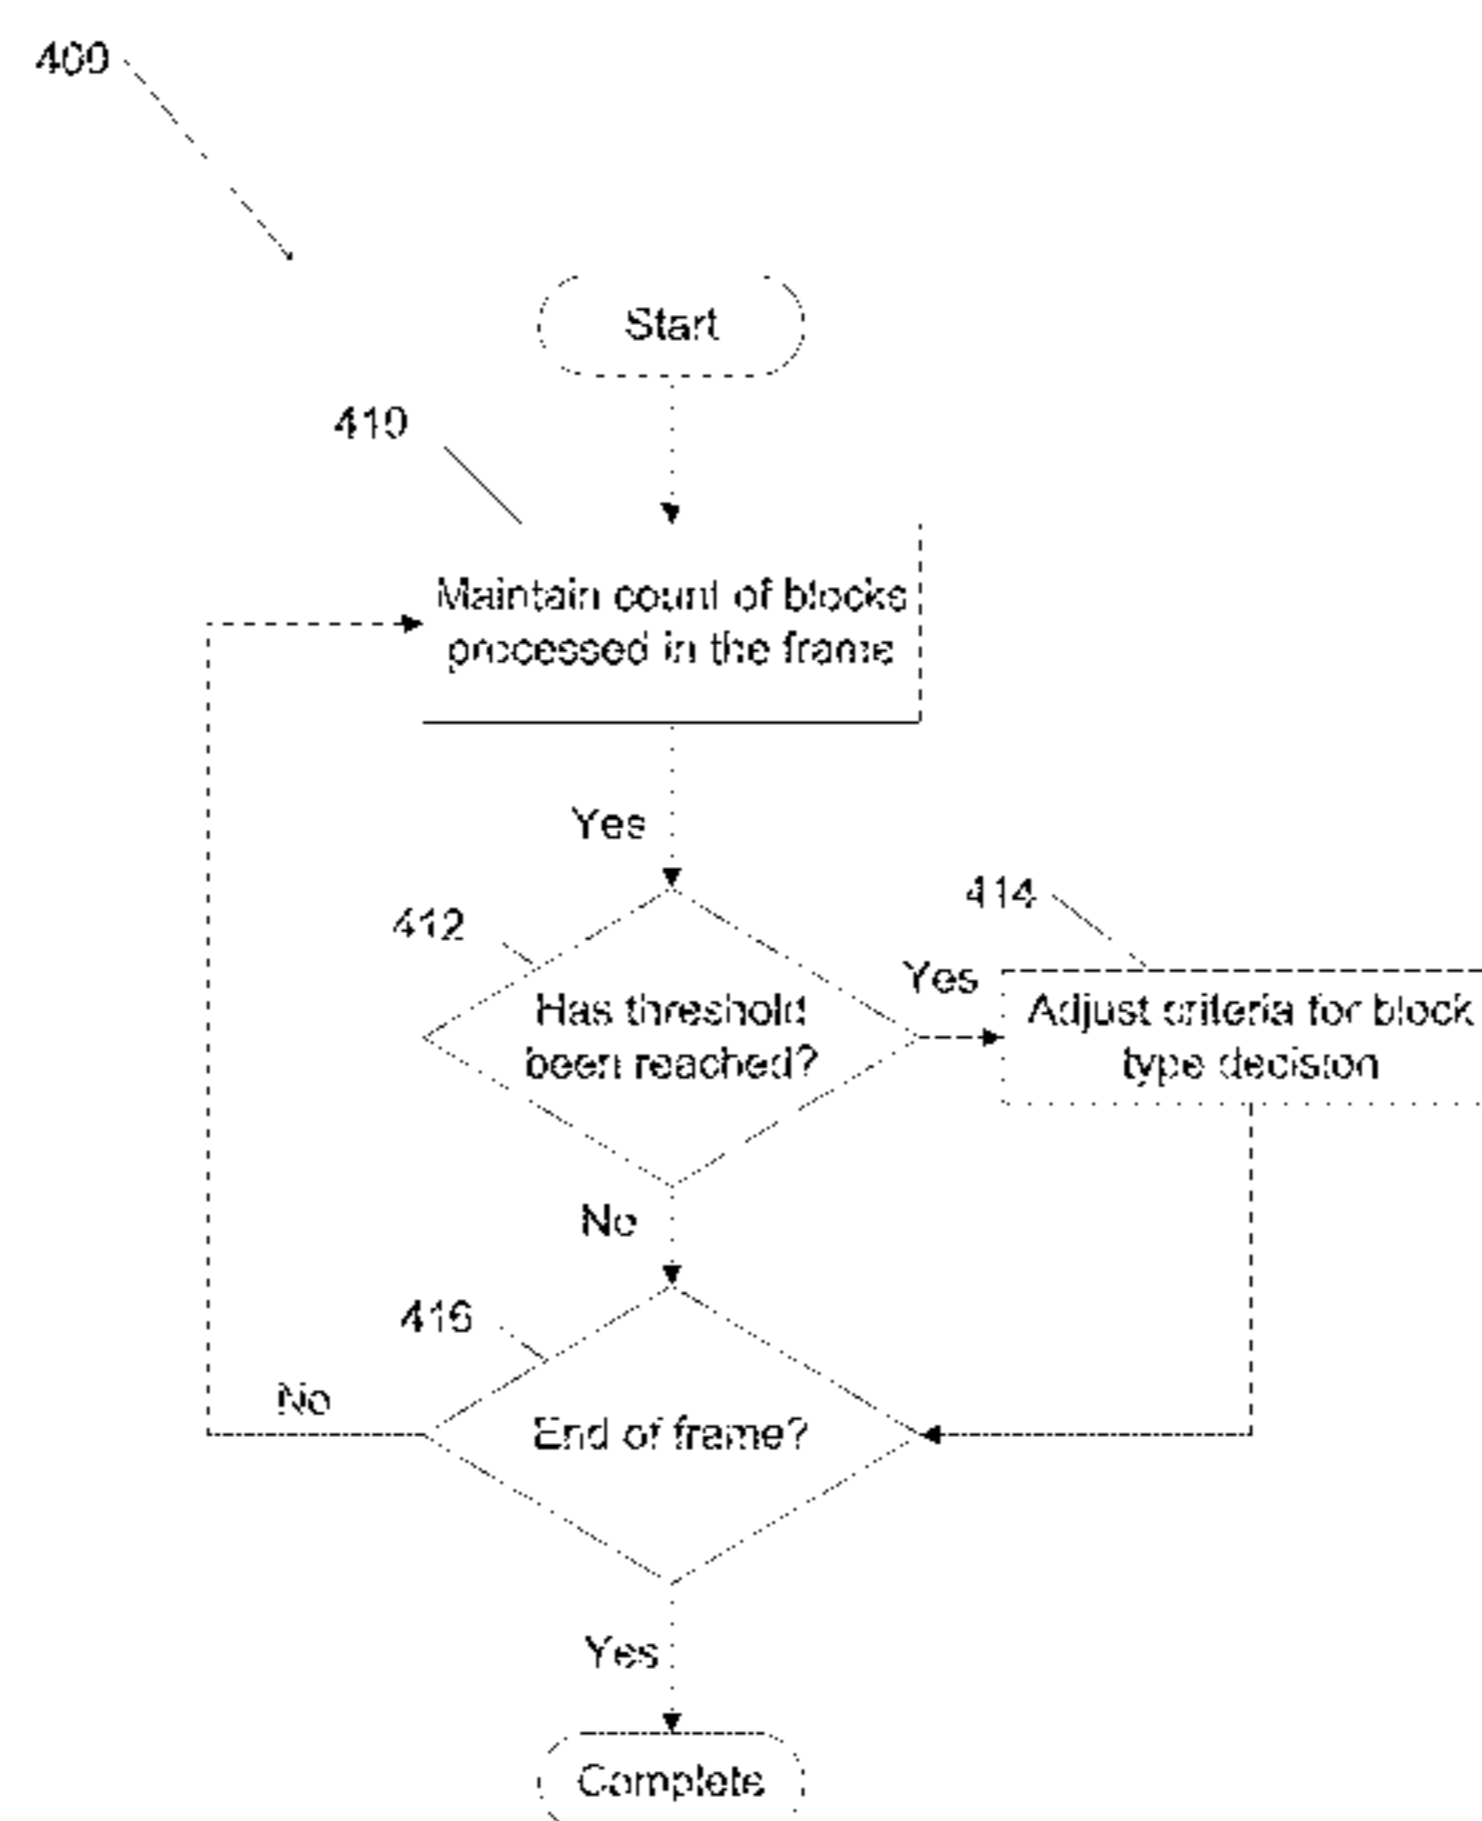 400
Start
410
Maintain count of blocks
processed in the frame
Yes
412
414
Yes
Has threshold
been reached?
Adjust criteria for block
type decision
No
416
No
End of frame?
Yes
Complete